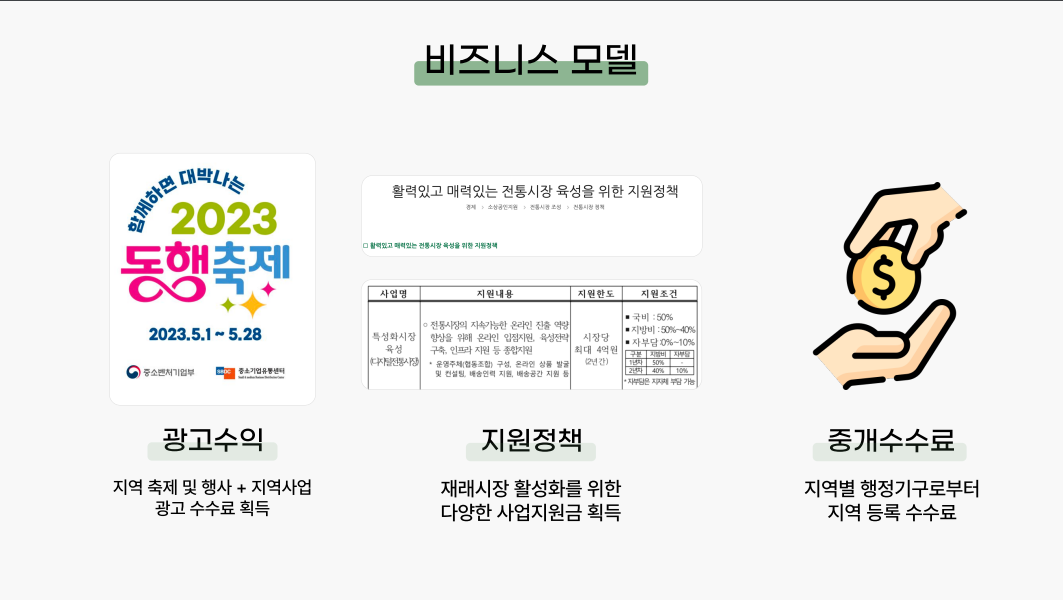 비즈니스 모델
함께하면 대박나는
2023
동행축제
2023.5.1 ~ 5.28
중소벤처기업부
SBDC 중소기업유통센터
활력있고 매력있는 전통시장 육성을 위한 지원정책
경제 > 소상공인지원 > 전통시장 조성 > 전통시장 정책
□ 활력있고 매력있는 전통시장 육성을 위한 지원정책
사업명 지원내용 지원한도 지원조건
특성화시장
육성
(디지털전통시장)
○ 전통시장의 지속가능한 온라인 진출 역량
향상을 위해 온라인 입점지원, 육성전략
구축, 인프라 지원 등 종합지원
* 운영주체(협동조합) 구성, 온라인 상품 발굴
및 컨설팅, 배송인력 지원, 배송공간 지원 등
시장당
최대 4억원
(2년간)
■ 국비 : 50%
■ 지방비 : 50%~40%
■ 자부담 :0%~10%
구분 지방비 자부담
1년차 50% -
2년차 40% 10%
* 자부담은 지자체 부담 가능
광고수익
지역 축제 및 행사 + 지역사업
광고 수수료 획득
지원정책
재래시장 활성화를 위한
다양한 사업지원금 획득
$
중개수수료
지역별 행정기구로부터
지역 등록 수수료